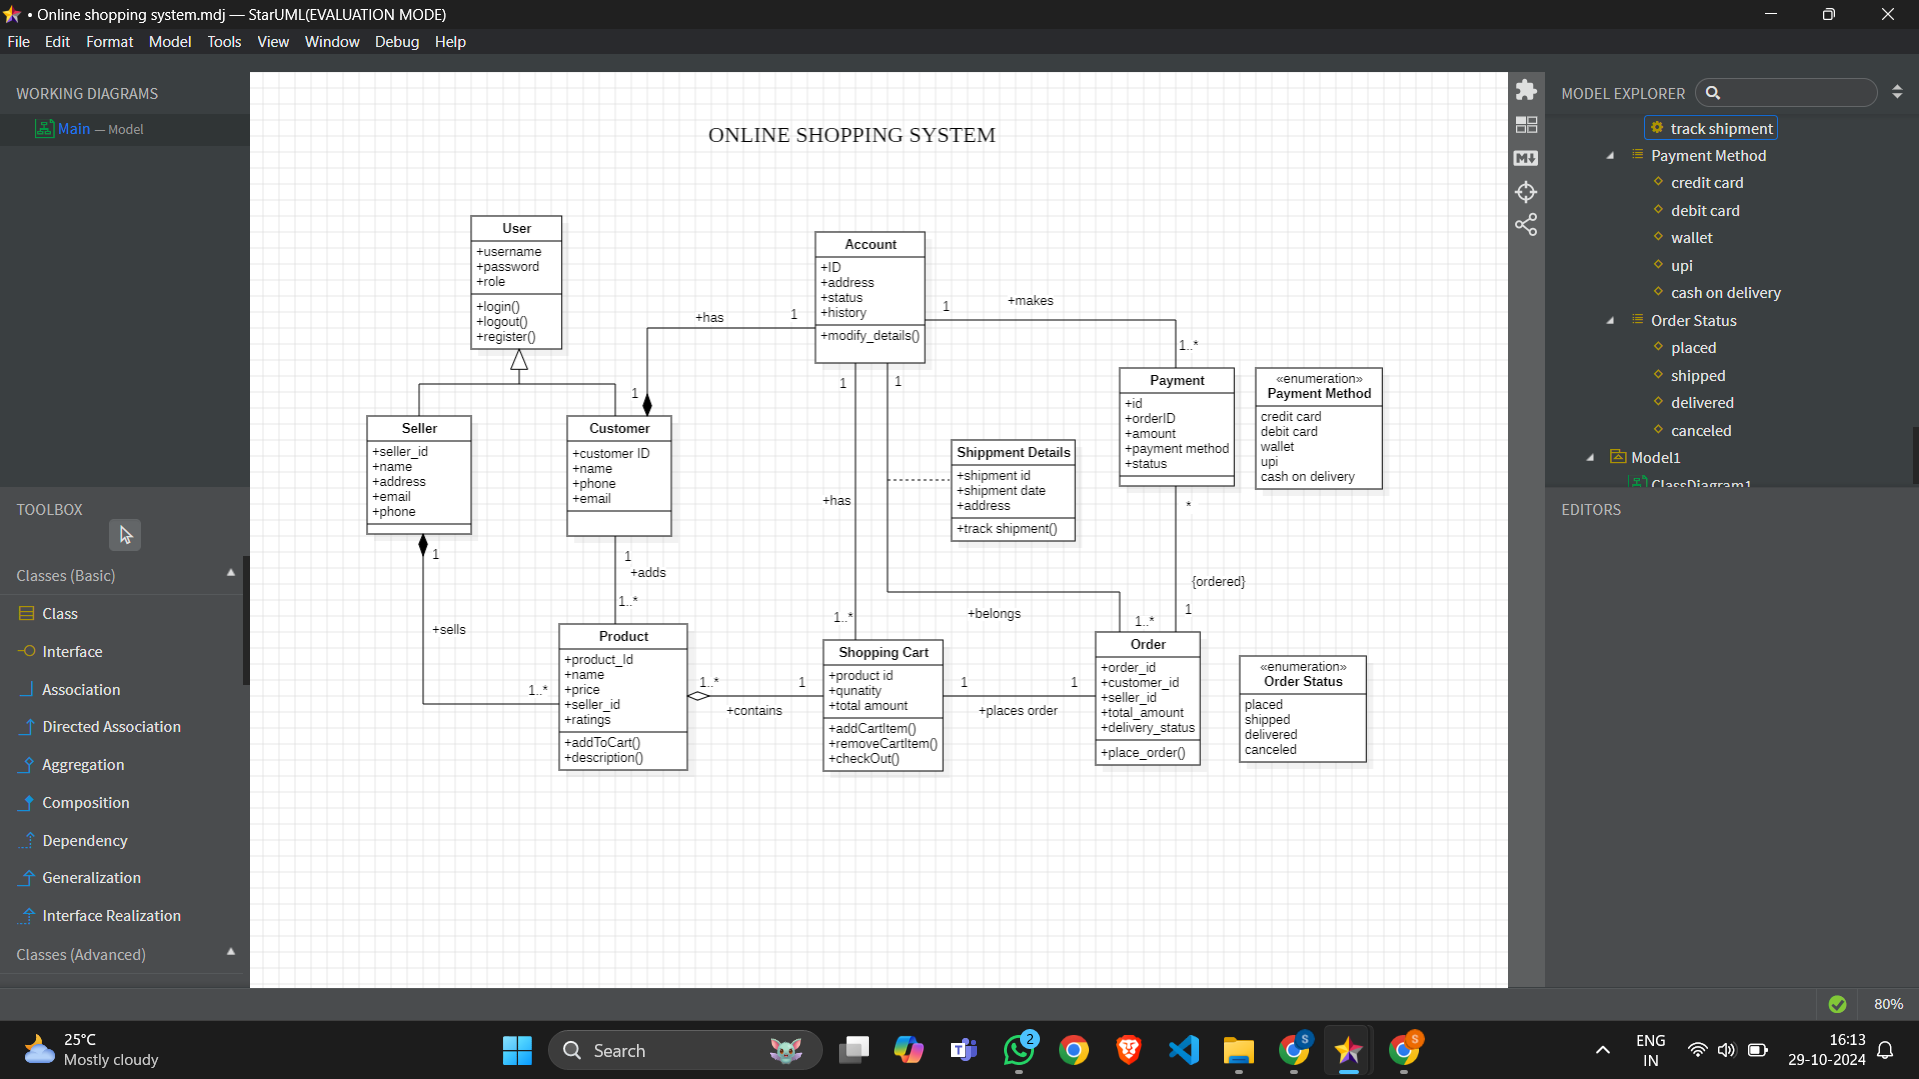 • Online shopping system.mdj — StarUML(EVALUATION MODE)
File Edit Format Model Tools View Window Debug Help
WORKING DIAGRAMS
Main — Model
TOOLBOX
Classes (Basic)
Class
Interface
Association
Directed Association
Aggregation
Composition
Dependency
Generalization
Interface Realization
Classes (Advanced)
ONLINE SHOPPING SYSTEM
User
+username
+password
+role
+login()
+logout()
+register()
Account
+ID
+address
+status
+history
+modify_details()
+has
1
1
1
+makes
1..*
Seller
+seller_id
+name
+address
+email
+phone
Customer
+customer ID
+name
+phone
+email
Payment
+id
+orderID
+amount
+payment method
+status
«enumeration»
Payment Method
credit card
debit card
wallet
upi
cash on delivery
Shippment Details
+shipment id
+shipment date
+address
+track shipment()
1
1
+has
1..*
+belongs
1..*
*
{ordered}
1
1
+sells
1..*
1
+adds
1..*
Product
+product_Id
+name
+price
+seller_id
+ratings
+addToCart()
+description()
1..*
1
+contains
Shopping Cart
+product id
+qunatity
+total amount
+addCartItem()
+removeCartItem()
+checkOut()
1
1
+places order
Order
+order_id
+customer_id
+seller_id
+total_amount
+delivery_status
+place_order()
«enumeration»
Order Status
placed
shipped
delivered
canceled
MODEL EXPLORER
track shipment
Payment Method
credit card
debit card
wallet
upi
cash on delivery
Order Status
placed
shipped
delivered
canceled
Model1
ClassDiagram1
EDITORS
80%
25°C
Mostly cloudy
Search
2
S
S
ENG
IN
16:13
29-10-2024